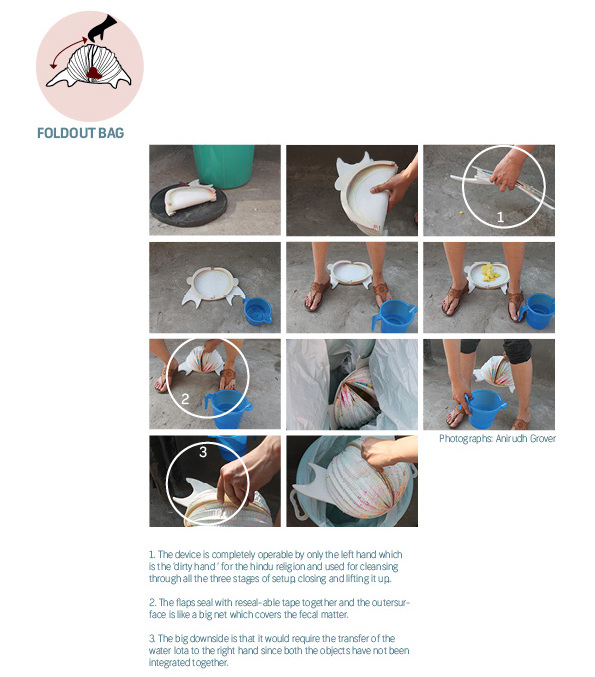 FOLDOUT BAG
1
2
Photographs: Anirudh Grover
3
1. The device is completely operable by only the left hand which
is the 'dirty hand ' for the hindu religion and used for cleansing
through all the three stages of setup, closing and lifting it up.
2. The flaps seal with reseal-able tape together and the outersur-
face is like a big net which covers the fecal matter.
3. The big downside is that it would require the transfer of the
water lota to the right hand since both the objects have not been
integrated together.